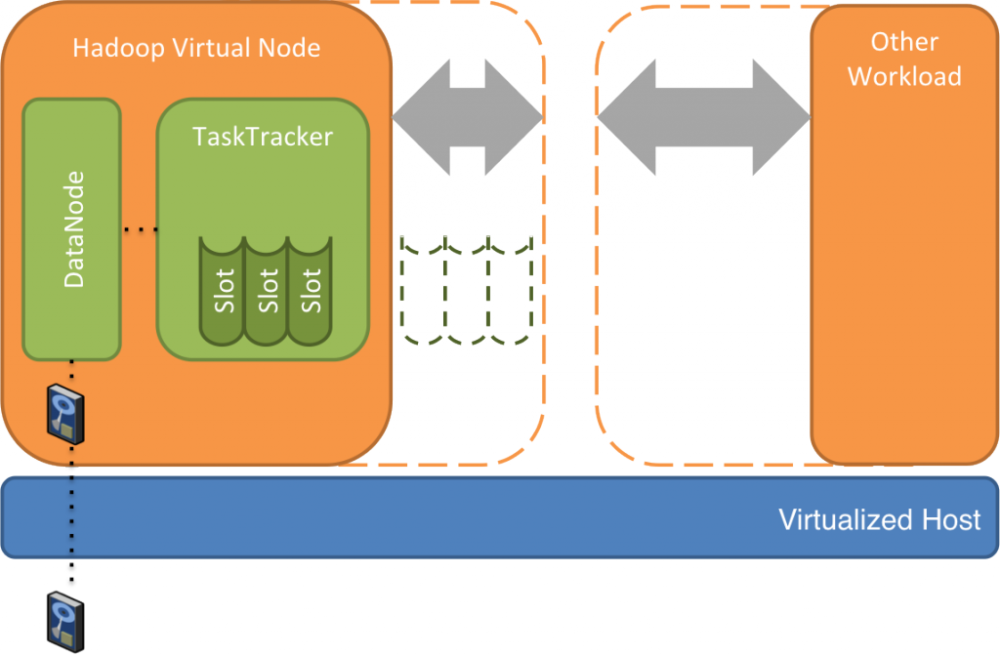 Hadoop Virtual Node
Other
Workload
TaskTracker
DataNode
Slot
Slot
Slot
Virtualized Host